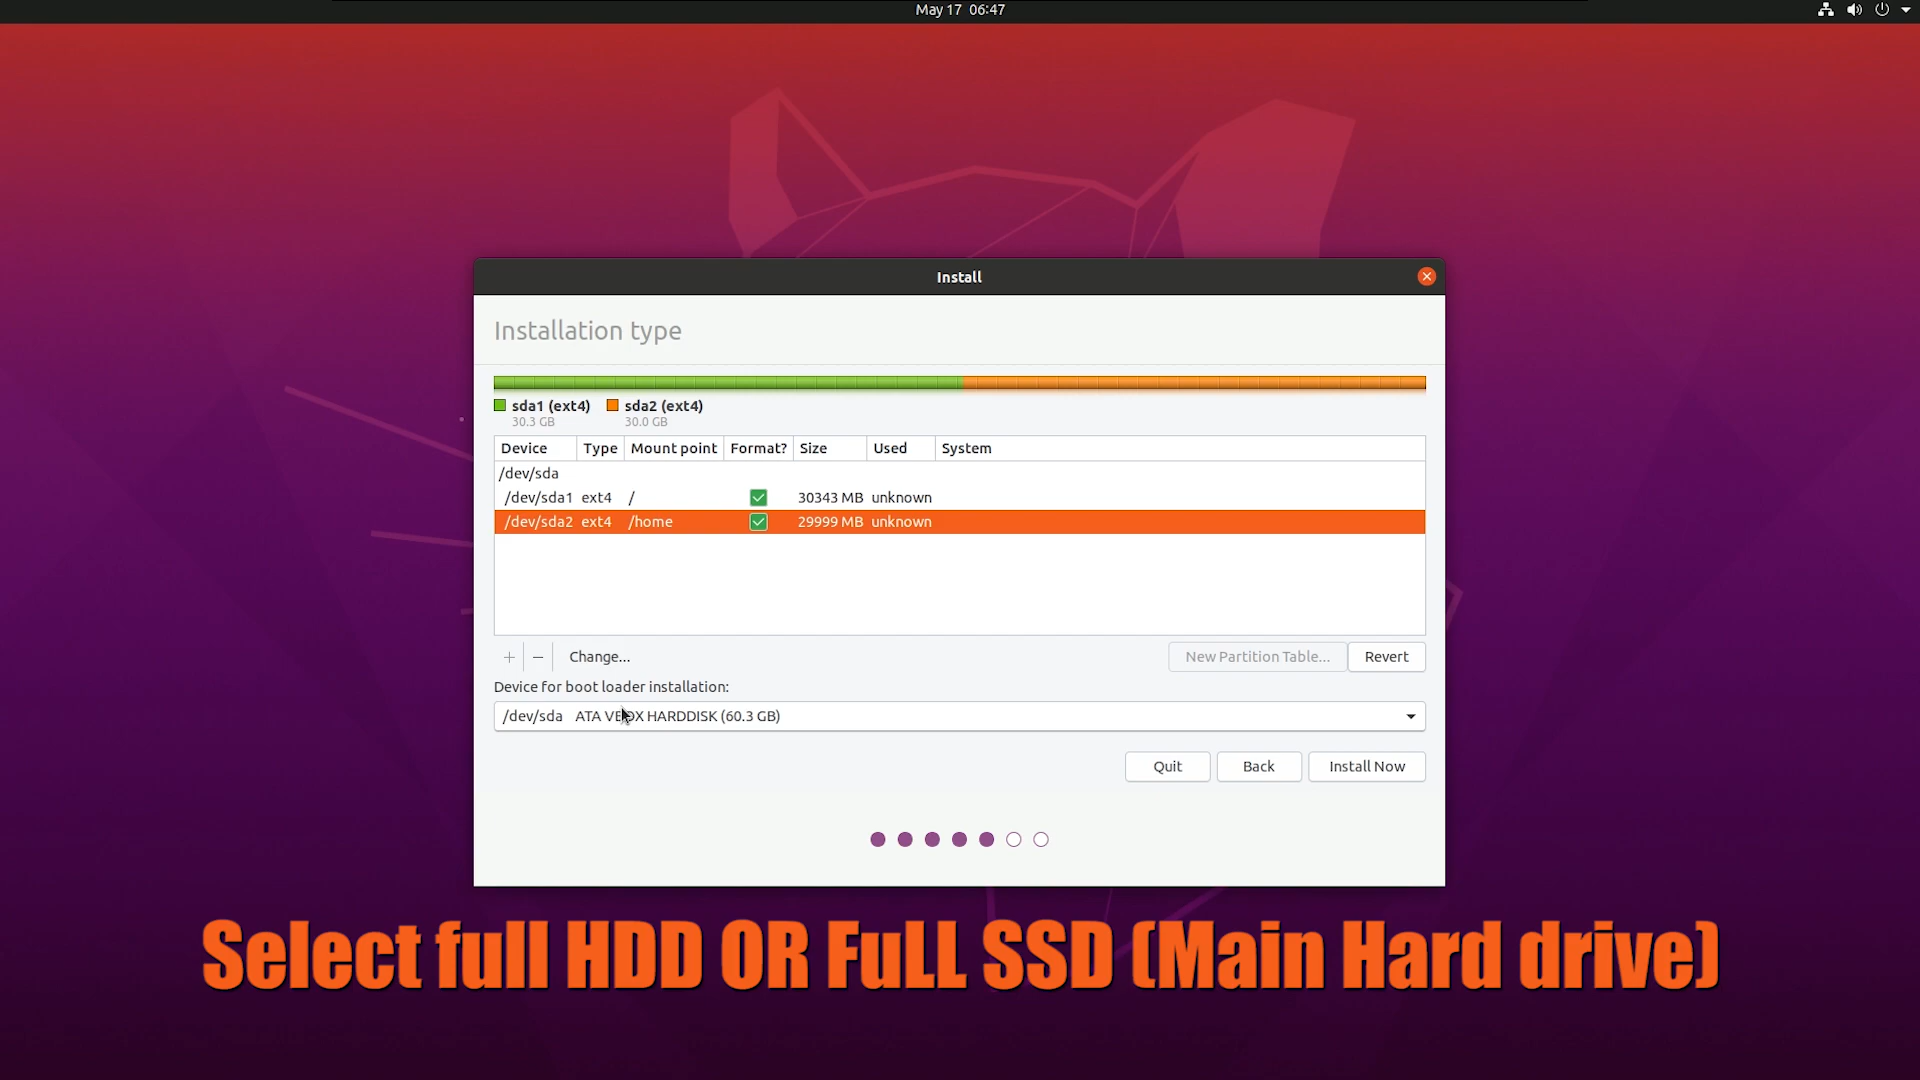 May 17 06:47
Install
Installation type
sda1 (ext4) sda2 (ext4)
30.3 GB 30.0 GB
Device Type Mount point Format? Size Used System
/dev/sda
/dev/sda1 ext4 / 30343 MB unknown
/dev/sda2 ext4 /home 29999 MB unknown
+ − Change... New Partition Table... Revert
Device for boot loader installation:
/dev/sda ATA VBOX HARDDISK (60.3 GB)
Quit Back Install Now
Select full HDD OR FuLL SSD (Main Hard drive)